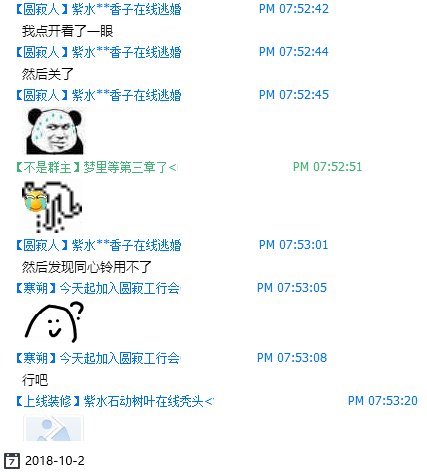 【圆寂人】紫水**香子在线逃婚 PM 07:52:42
我点开看了一眼
【圆寂人】紫水**香子在线逃婚 PM 07:52:44
然后关了
【圆寂人】紫水**香子在线逃婚 PM 07:52:45
【不是群主】梦里等第三章了< PM 07:52:51
【圆寂人】紫水**香子在线逃婚 PM 07:53:01
然后发现同心铃用不了
【寒朔】今天起加入圆寂工行会 PM 07:53:05
?
【寒朔】今天起加入圆寂工行会 PM 07:53:08
行吧
【上线装修】紫水石动树叶在线秃头< PM 07:53:20
7 2018-10-2